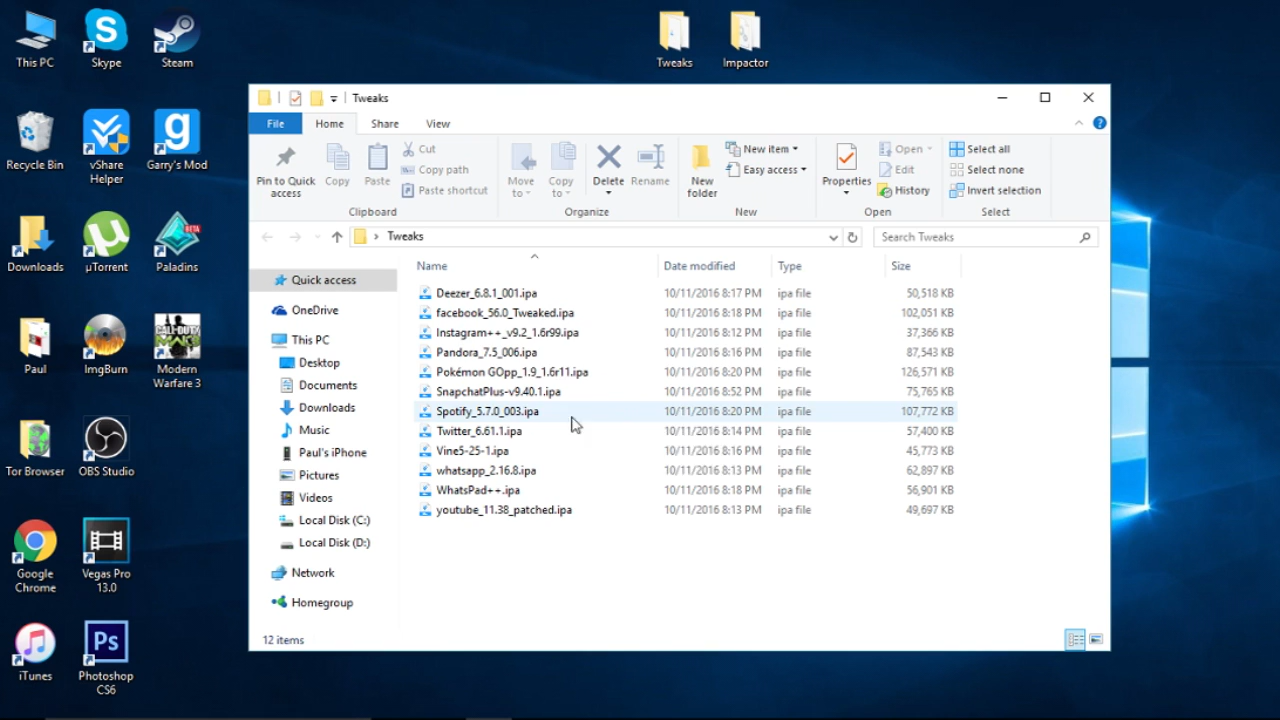 This PC
Skype
Steam
Tweaks
Impactor
Recycle Bin
vShare
Helper
Garry's Mod
Downloads
µTorrent
BETA
Paladins
Paul
ImgBurn
CALL OF DUTY
MW3
Modern
Warfare 3
Tor Browser
OBS Studio
Google
Chrome
Vegas Pro
13.0
iTunes
Ps
Photoshop
CS6
Tweaks
File
Home
Share
View
Pin to Quick
access
Copy
Paste
Cut
Copy path
Paste shortcut
Clipboard
Move
to
Copy
to
Delete
Rename
Organize
New
folder
New item
Easy access
New
Properties
Open
Edit
History
Open
Select all
Select none
Invert selection
Select
Tweaks
Search Tweaks
Quick access
OneDrive
This PC
Desktop
Documents
Downloads
Music
Paul's iPhone
Pictures
Videos
Local Disk (C:)
Local Disk (D:)
Network
Homegroup
Name Date modified Type Size
Deezer_6.8.1_001.ipa 10/11/2016 8:17 PM ipa file 50,518 KB
facebook_56.0_Tweaked.ipa 10/11/2016 8:18 PM ipa file 102,051 KB
Instagram++_v9.2_1.6r99.ipa 10/11/2016 8:12 PM ipa file 37,366 KB
Pandora_7.5_006.ipa 10/11/2016 8:16 PM ipa file 87,543 KB
Pokémon GOpp_1.9_1.6r11.ipa 10/11/2016 8:20 PM ipa file 126,571 KB
SnapchatPlus-v9.40.1.ipa 10/11/2016 8:52 PM ipa file 75,765 KB
Spotify_5.7.0_003.ipa 10/11/2016 8:20 PM ipa file 107,772 KB
Twitter_6.61.1.ipa 10/11/2016 8:14 PM ipa file 57,400 KB
Vine5-25-1.ipa 10/11/2016 8:16 PM ipa file 45,773 KB
whatsapp_2.16.8.ipa 10/11/2016 8:13 PM ipa file 62,897 KB
WhatsPad++.ipa 10/11/2016 8:18 PM ipa file 56,901 KB
youtube_11.38_patched.ipa 10/11/2016 8:13 PM ipa file 49,697 KB
12 items